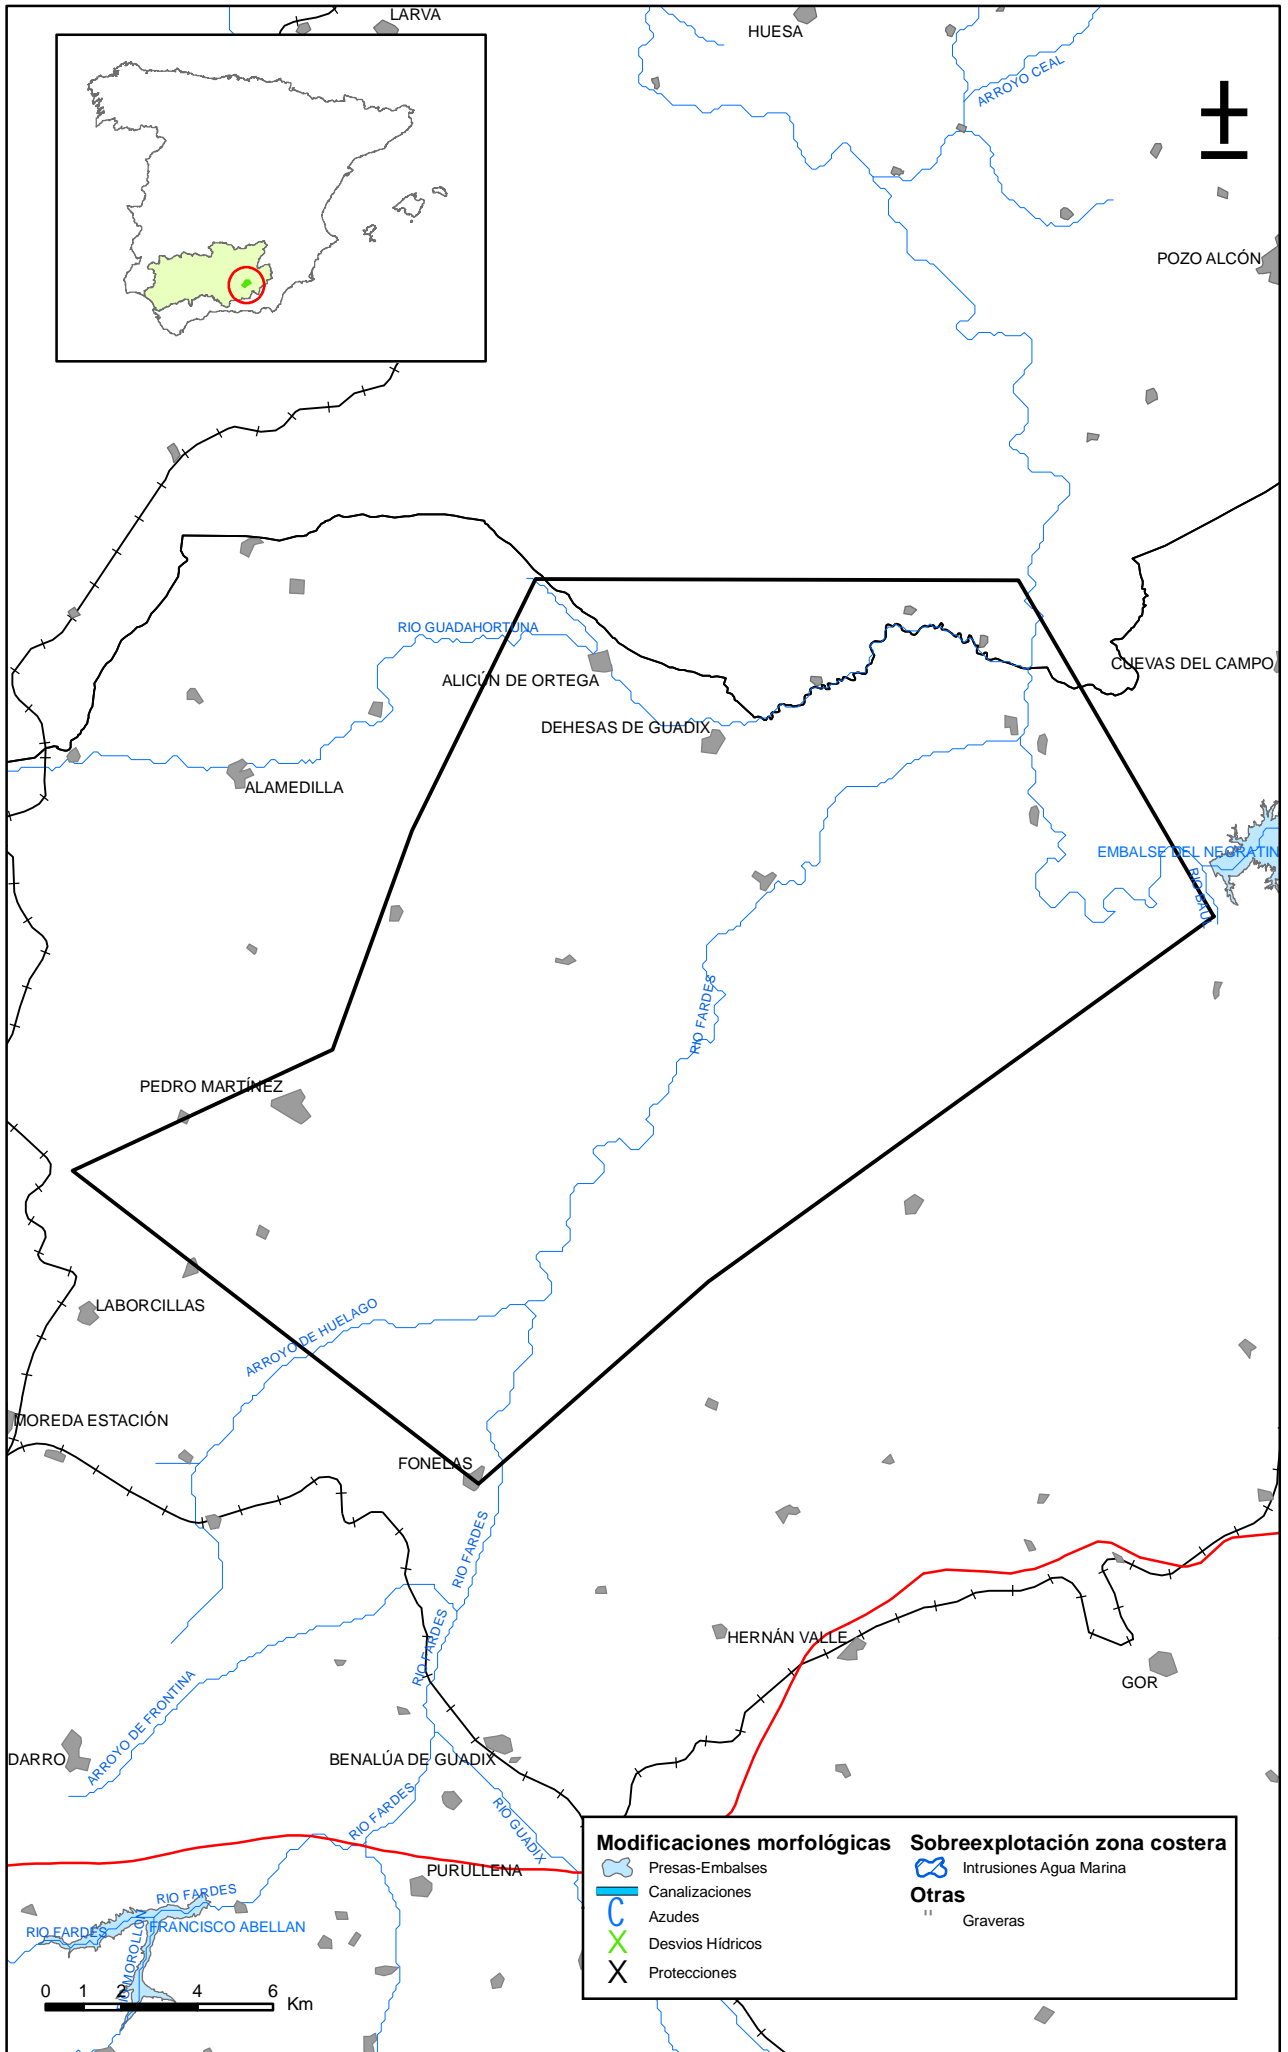 LARVA
HUESA
ARROYO CEAL
POZO ALCÓN
RIO GUADAHORTUNA
ALICÚN DE ORTEGA
CUEVAS DEL CAMPO
DEHESAS DE GUADIX
ALAMEDILLA
EMBALSE DEL NEGRATIN
RIO BAUL
RIO FARDES
PEDRO MARTÍNEZ
LABORCILLAS
ARROYO DE HUELAGO
MOREDA ESTACIÓN
FONELAS
RIO FARDES
RIO FARDES
HERNÁN VALLE
GOR
ARROYO DE FRONTINA
DARRO
BENALÚA DE GUADIX
RIO FARDES
RIO GUADIX
PURULLENA
RIO FARDES
RIO FARDES
FRANCISCO ABELLAN
RIO MOROLLON
0 1 2 4 6
Km
Modificaciones morfológicas
Presas-Embalses
Canalizaciones
C Azudes
X Desvios Hídricos
X Protecciones
Sobreexplotación zona costera
Intrusiones Agua Marina
Otras
" Graveras